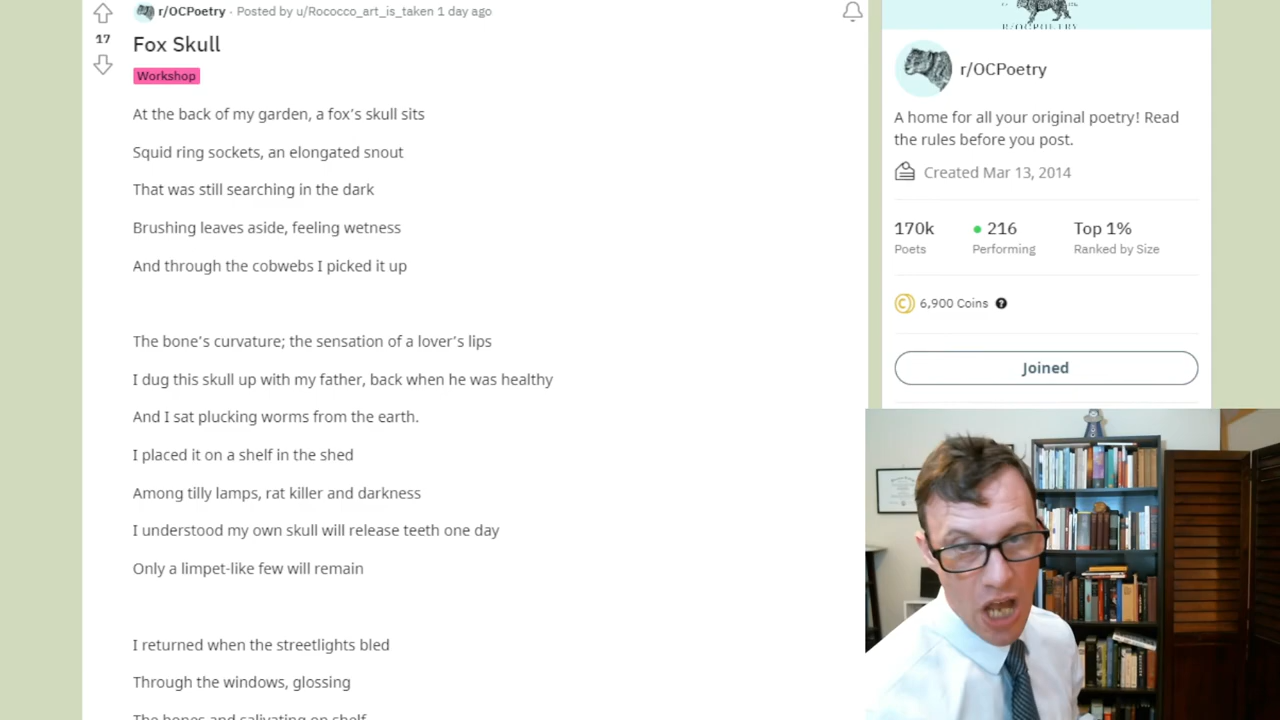 r/OCPoetry · Posted by u/Rococco_art_is_taken 1 day ago
17
Fox Skull
Workshop
At the back of my garden, a fox’s skull sits
Squid ring sockets, an elongated snout
That was still searching in the dark
Brushing leaves aside, feeling wetness
And through the cobwebs I picked it up
The bone’s curvature; the sensation of a lover’s lips
I dug this skull up with my father, back when he was healthy
And I sat plucking worms from the earth.
I placed it on a shelf in the shed
Among tilly lamps, rat killer and darkness
I understood my own skull will release teeth one day
Only a limpet-like few will remain
I returned when the streetlights bled
Through the windows, glossing
The bones and salivating on shelf
R/OCPOETRY
r/OCPoetry
A home for all your original poetry! Read
the rules before you post.
Created Mar 13, 2014
170k 216 Top 1%
Poets Performing Ranked by Size
6,900 Coins
Joined